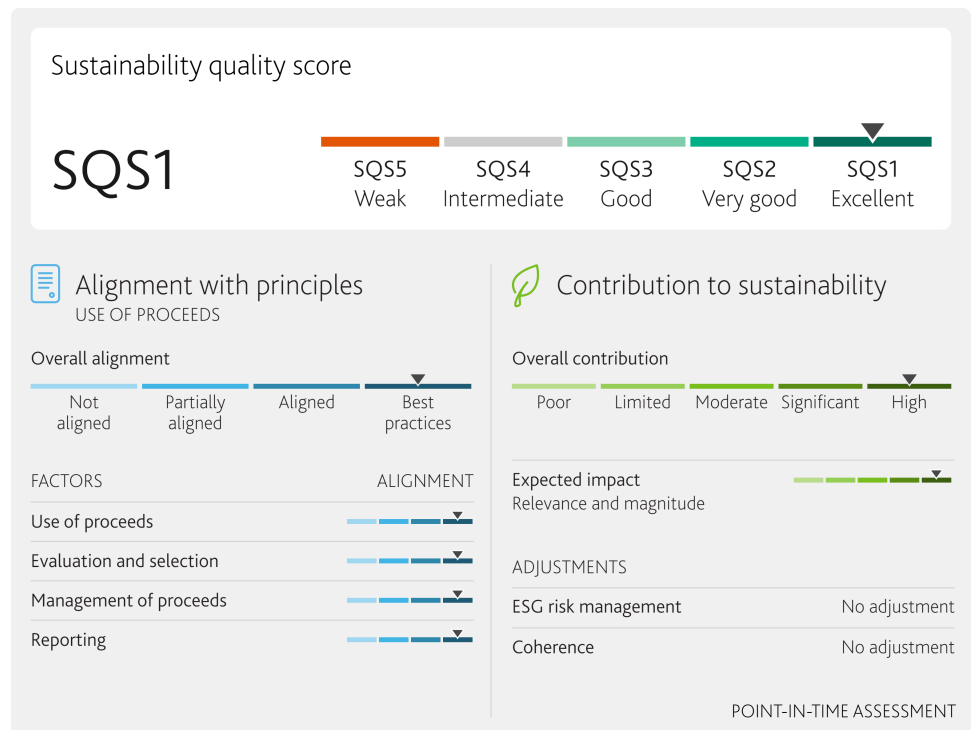 Sustainability quality score
SQS1
SQS5 SQS4 SQS3 SQS2 SQS1
Weak Intermediate Good Very good Excellent
Alignment with principles
USE OF PROCEEDS
Overall alignment
Not aligned
Partially aligned
Aligned
Best practices
FACTORS ALIGNMENT
Use of proceeds
Evaluation and selection
Management of proceeds
Reporting
Contribution to sustainability
Overall contribution
Poor Limited Moderate Significant High
Expected impact
Relevance and magnitude
ADJUSTMENTS
ESG risk management No adjustment
Coherence No adjustment
POINT-IN-TIME ASSESSMENT